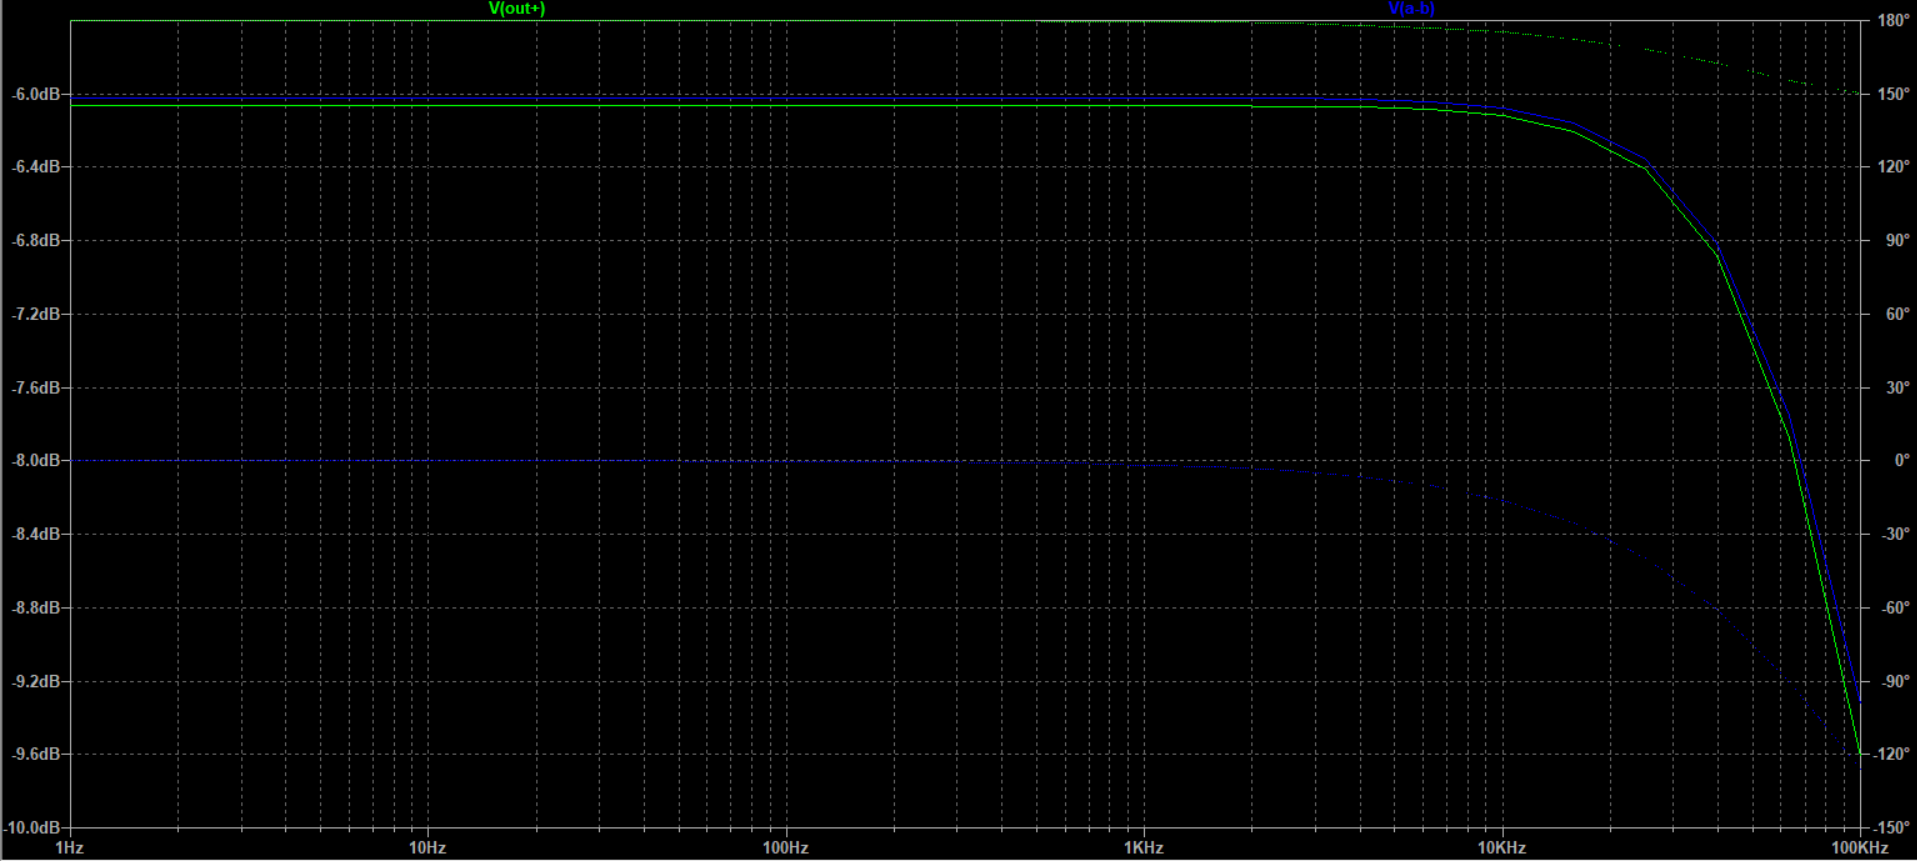 V(out+) V(a-b)
180°
-6.0dB 150°
-6.4dB 120°
-6.8dB 90°
-7.2dB 60°
-7.6dB 30°
-8.0dB 0°
-8.4dB -30°
-8.8dB -60°
-9.2dB -90°
-9.6dB -120°
-10.0dB -150°
1Hz 10Hz 100Hz 1KHz 10KHz 100KHz